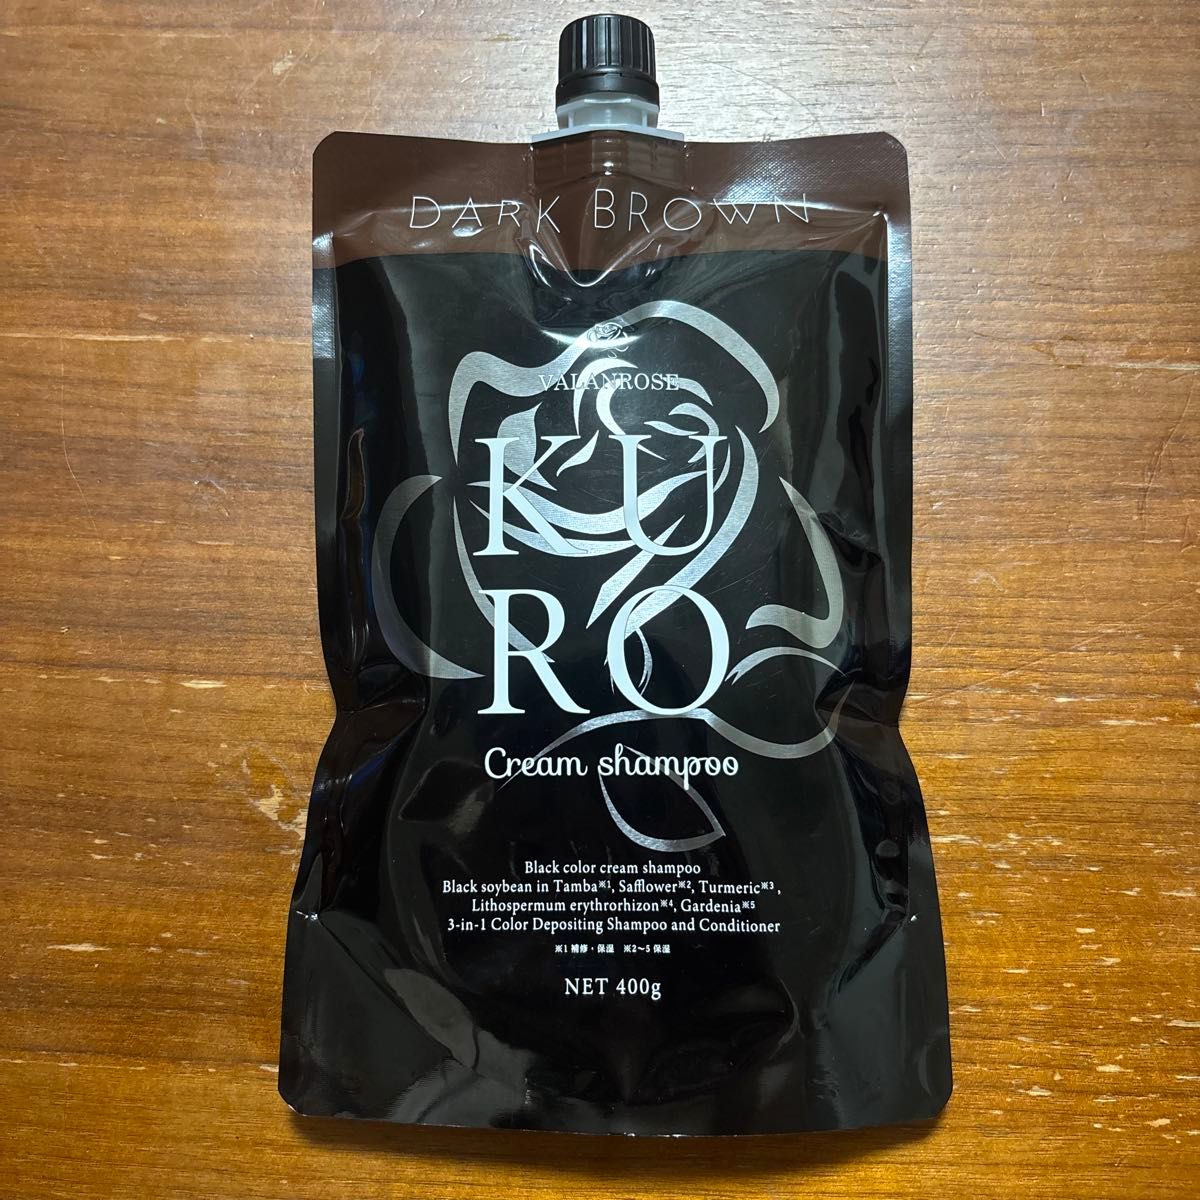 DARK BROWN
VALANROSE
KU
RO
Cream shampoo
Black color cream shampoo
Black soybean in Tamba※1, Safflower※2, Turmeric※3,
Lithospermum erythrorhizon※4, Gardenia※5
3-in-1 Color Depositing Shampoo and Conditioner
※1 補修・保湿 ※2～5 保湿
NET 400g